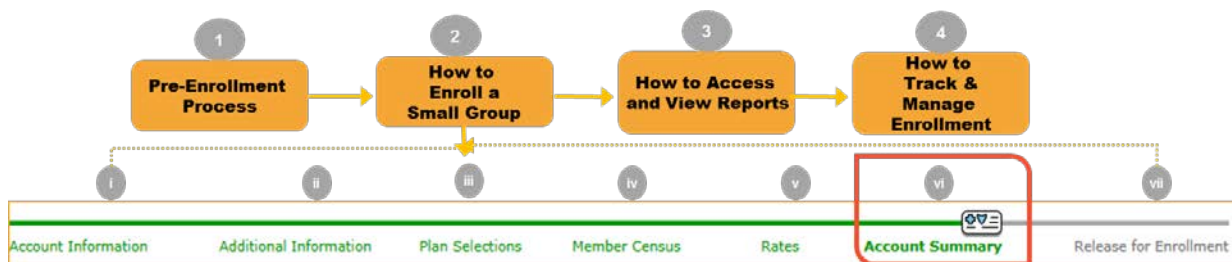 1
2
3
4
Pre-Enrollment
Process
How to
Enroll a
Small Group
How to Access
and View Reports
How to
Track &
Manage
Enrollment
i
ii
iii
iv
v
vi
vii
Account Information
Additional Information
Plan Selections
Member Census
Rates
Account Summary
Release for Enrollment